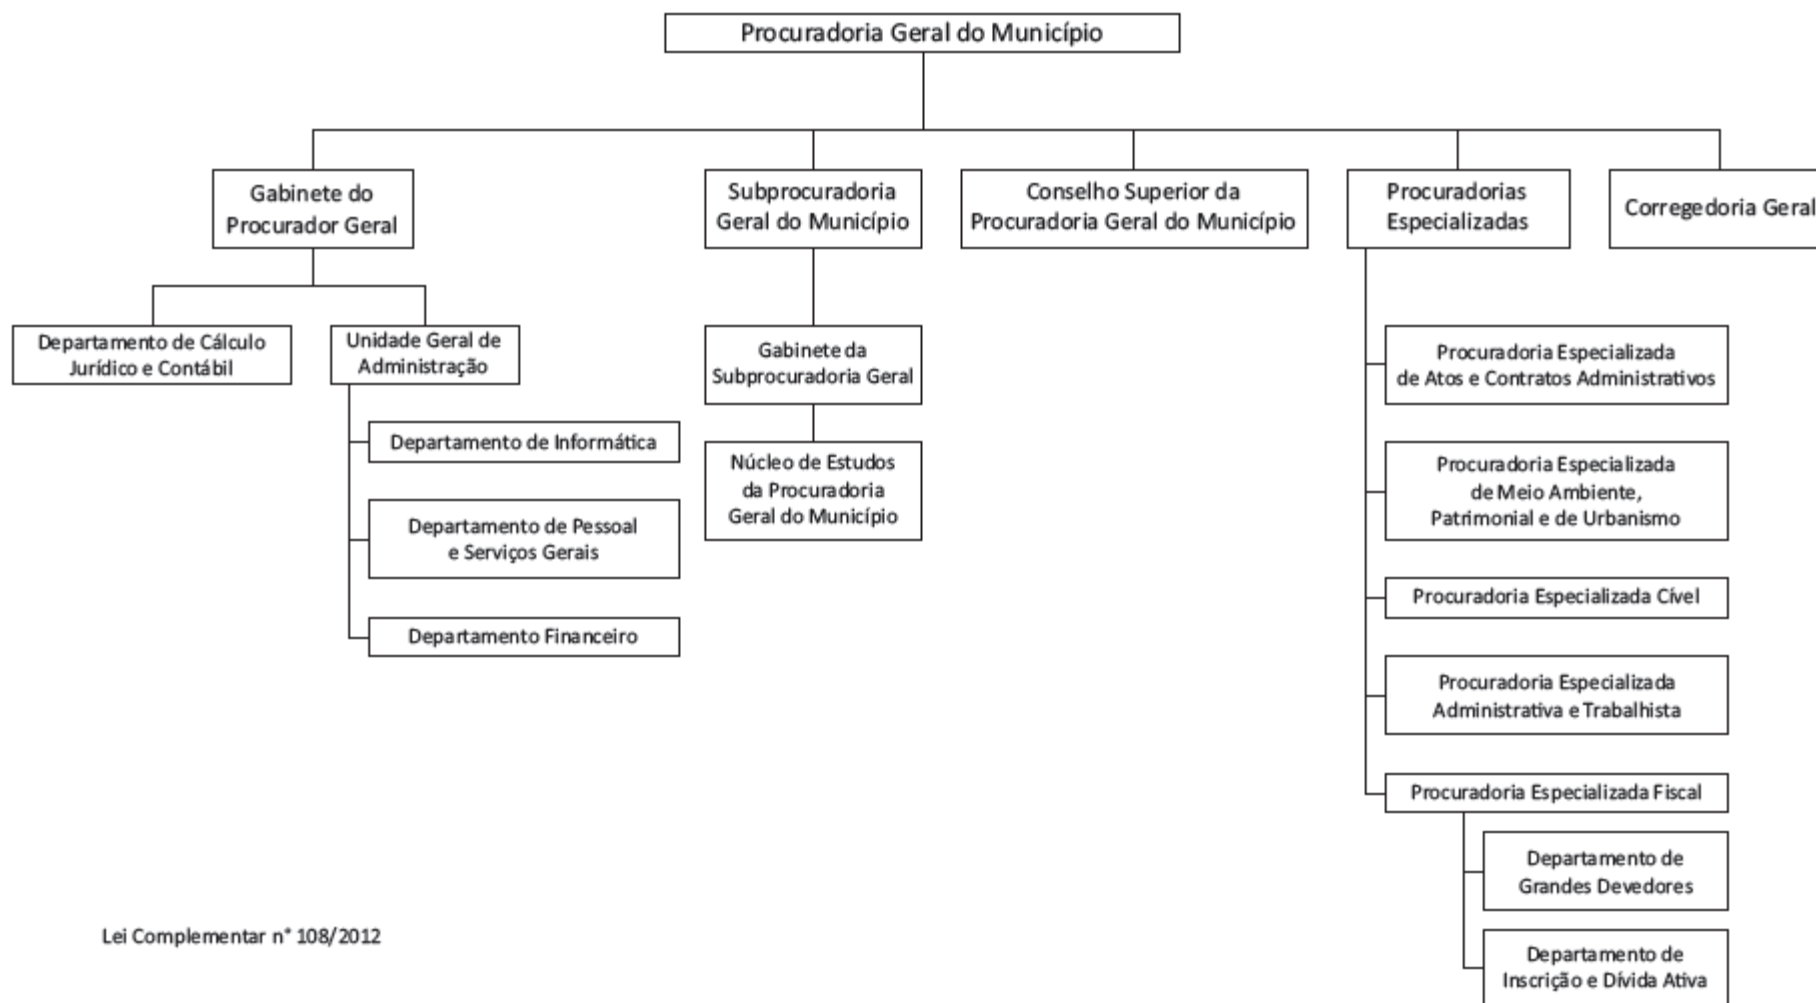 Procuradoria Geral do Município
Gabinete do
Procurador Geral
Subprocuradoria
Geral do Município
Conselho Superior da
Procuradoria Geral do Município
Procuradorias
Especializadas
Corregedoria Geral
Departamento de Cálculo
Jurídico e Contábil
Unidade Geral de
Administração
Departamento de Informática
Departamento de Pessoal
e Serviços Gerais
Departamento Financeiro
Gabinete da
Subprocuradoria Geral
Núcleo de Estudos
da Procuradoria
Geral do Município
Procuradoria Especializada
de Atos e Contratos Administrativos
Procuradoria Especializada
de Meio Ambiente,
Patrimonial e de Urbanismo
Procuradoria Especializada Cível
Procuradoria Especializada
Administrativa e Trabalhista
Procuradoria Especializada Fiscal
Departamento de
Grandes Devedores
Departamento de
Inscrição e Dívida Ativa
Lei Complementar n° 108/2012